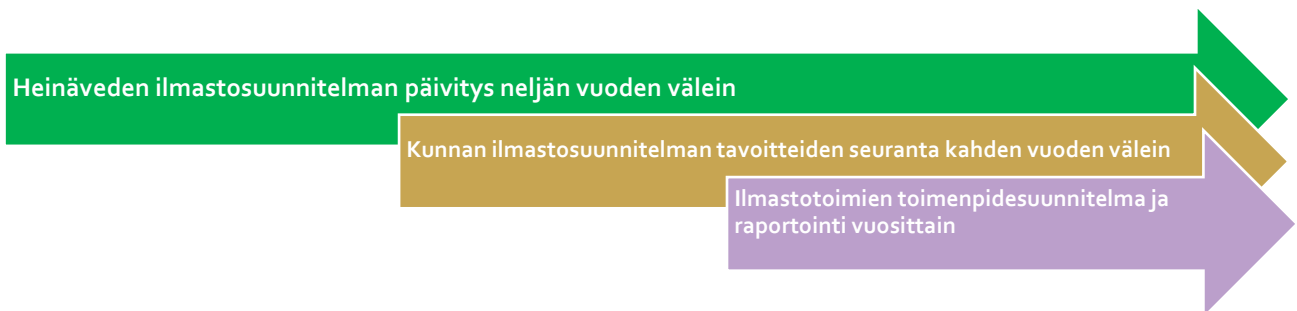 Heinäveden ilmastosuunnitelman päivitys neljän vuoden välein
Kunnan ilmastosuunnitelman tavoitteiden seuranta kahden vuoden välein
Ilmastotoimien toimenpidesuunnitelma ja
raportointi vuosittain